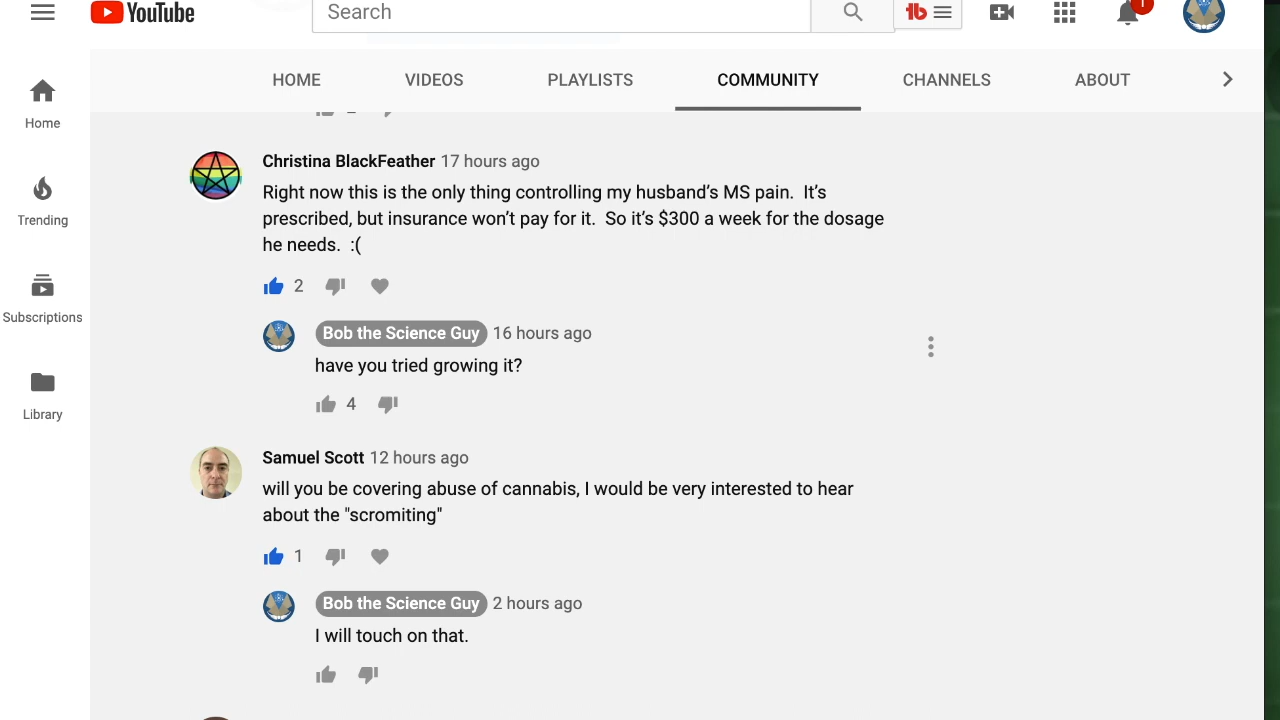 YouTube
Search
1
HOME VIDEOS PLAYLISTS COMMUNITY CHANNELS ABOUT
Home
Trending
Subscriptions
Library
Christina BlackFeather 17 hours ago
Right now this is the only thing controlling my husband’s MS pain.  It’s
prescribed, but insurance won’t pay for it.  So it’s $300 a week for the dosage
he needs.  :(
2
Bob the Science Guy 16 hours ago
have you tried growing it?
4
Samuel Scott 12 hours ago
will you be covering abuse of cannabis, I would be very interested to hear
about the "scromiting"
1
Bob the Science Guy 2 hours ago
I will touch on that.